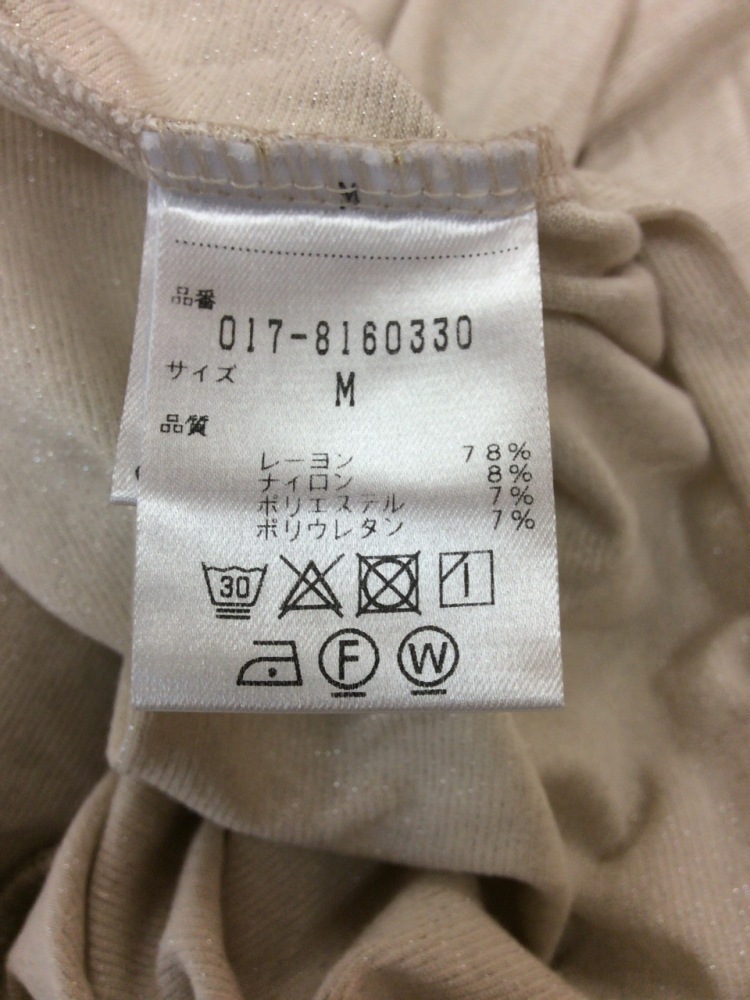 M
品番
017-8160330
サイズ
M
品質
レーヨン 78%
ナイロン 8%
ポリエステル 7%
ポリウレタン 7%
30
F W